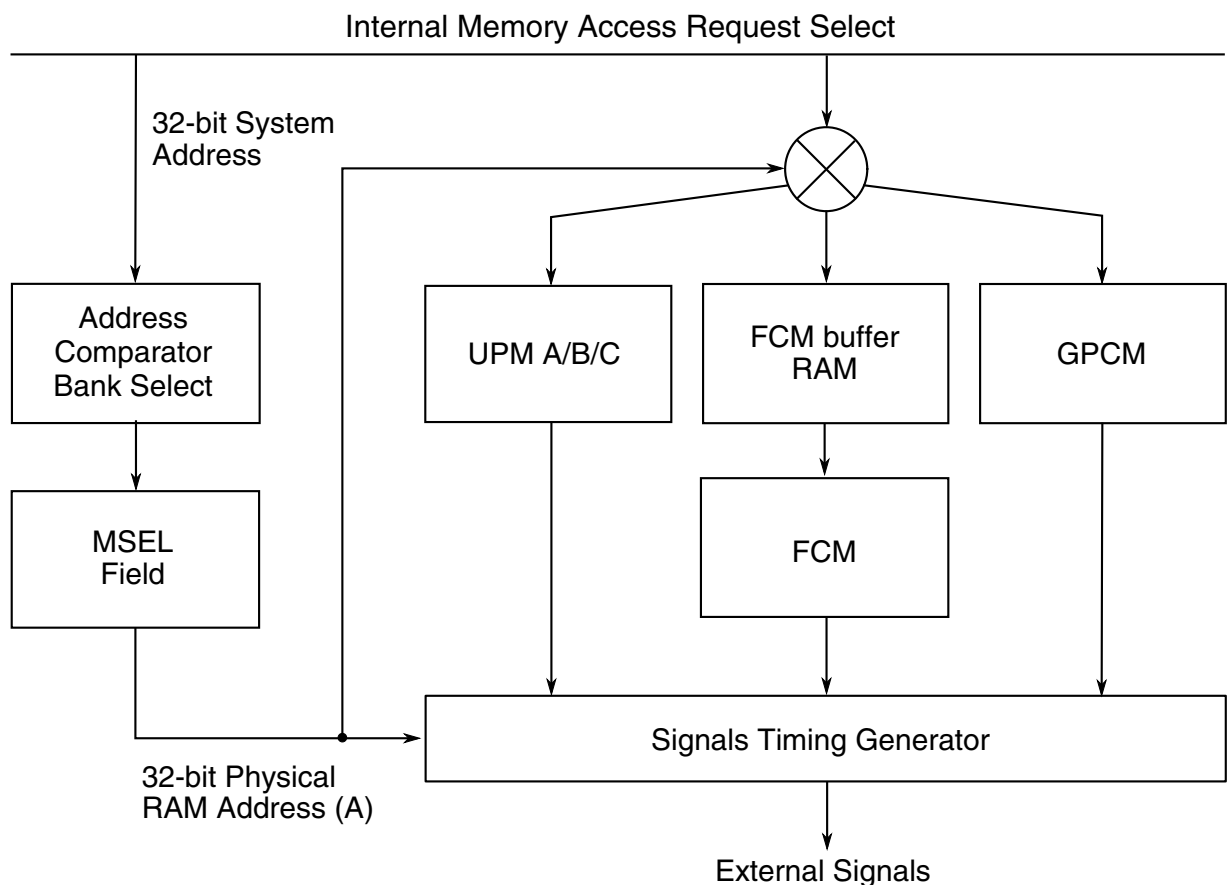 Internal Memory Access Request Select
32-bit System
Address
Address
Comparator
Bank Select
UPM A/B/C
FCM buffer
RAM
GPCM
MSEL
Field
FCM
Signals Timing Generator
32-bit Physical
RAM Address (A)
External Signals